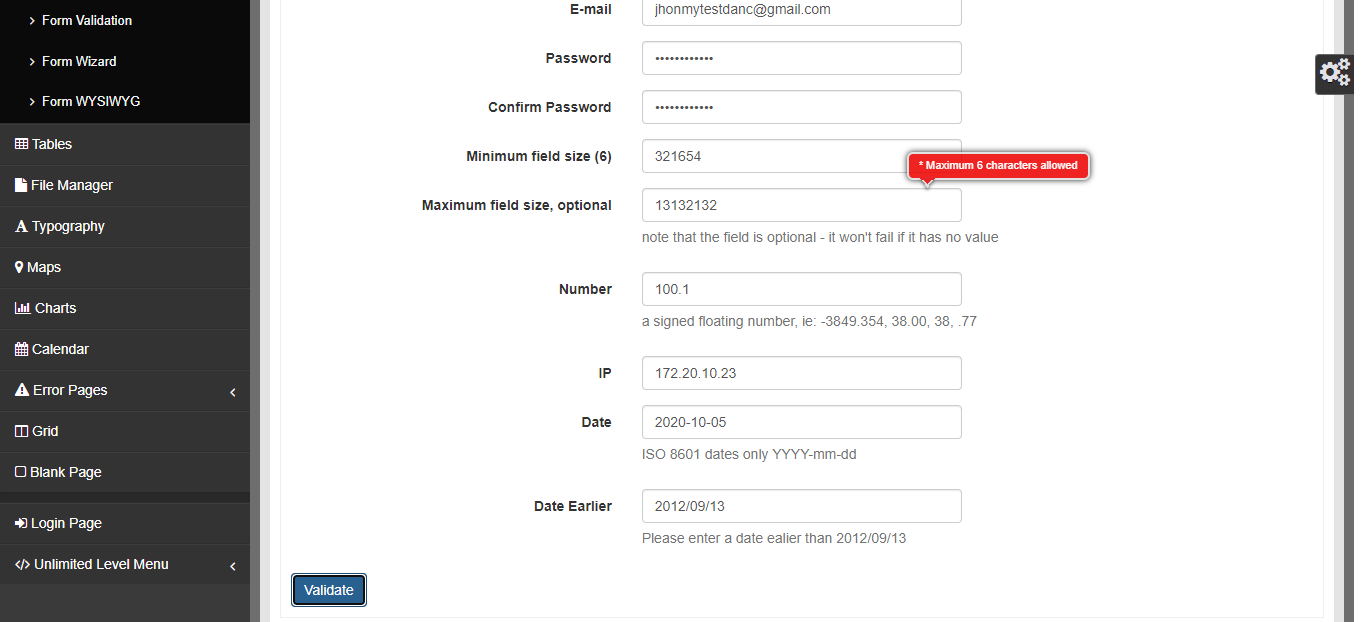 Form Validation
Form Wizard
Form WYSIWYG
Tables
File Manager
Typography
Maps
Charts
Calendar
Error Pages
Grid
Blank Page
Login Page
Unlimited Level Menu
E-mail jhonmytestdanc@gmail.com
Password ••••••••••••
Confirm Password ••••••••••••
Minimum field size (6) 321654
* Maximum 6 characters allowed
Maximum field size, optional 13132132
note that the field is optional - it won't fail if it has no value
Number 100.1
a signed floating number, ie: -3849.354, 38.00, 38, .77
IP 172.20.10.23
Date 2020-10-05
ISO 8601 dates only YYYY-mm-dd
Date Earlier 2012/09/13
Please enter a date ealier than 2012/09/13
Validate